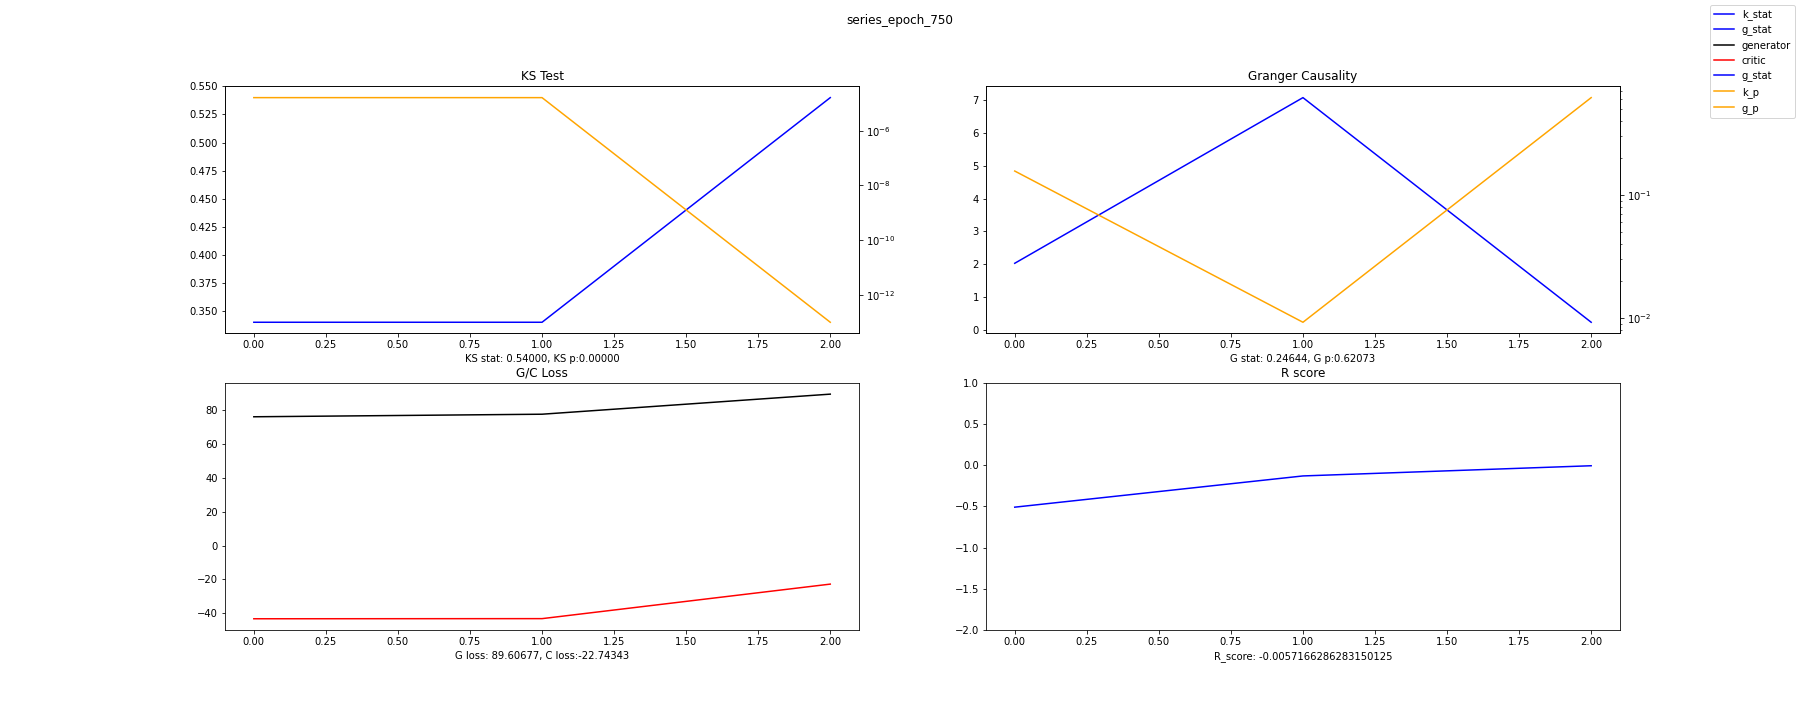 series_epoch_750
k_stat
g_stat
generator
critic
g_stat
k_p
g_p
KS Test
0.550
0.525
0.500
0.475
0.450
0.425
0.400
0.375
0.350
10^{-6}
10^{-8}
10^{-10}
10^{-12}
0.00 0.25 0.50 0.75 1.00 1.25 1.50 1.75 2.00
KS stat: 0.54000, KS p:0.00000
Granger Causality
7
6
5
4
3
2
1
0
10^{-1}
10^{-2}
0.00 0.25 0.50 0.75 1.00 1.25 1.50 1.75 2.00
G stat: 0.24644, G p:0.62073
G/C Loss
80
60
40
20
0
−20
−40
0.00 0.25 0.50 0.75 1.00 1.25 1.50 1.75 2.00
G loss: 89.60677, C loss:-22.74343
R score
1.0
0.5
0.0
−0.5
−1.0
−1.5
−2.0
0.00 0.25 0.50 0.75 1.00 1.25 1.50 1.75 2.00
R_score: -0.0057166286283150125